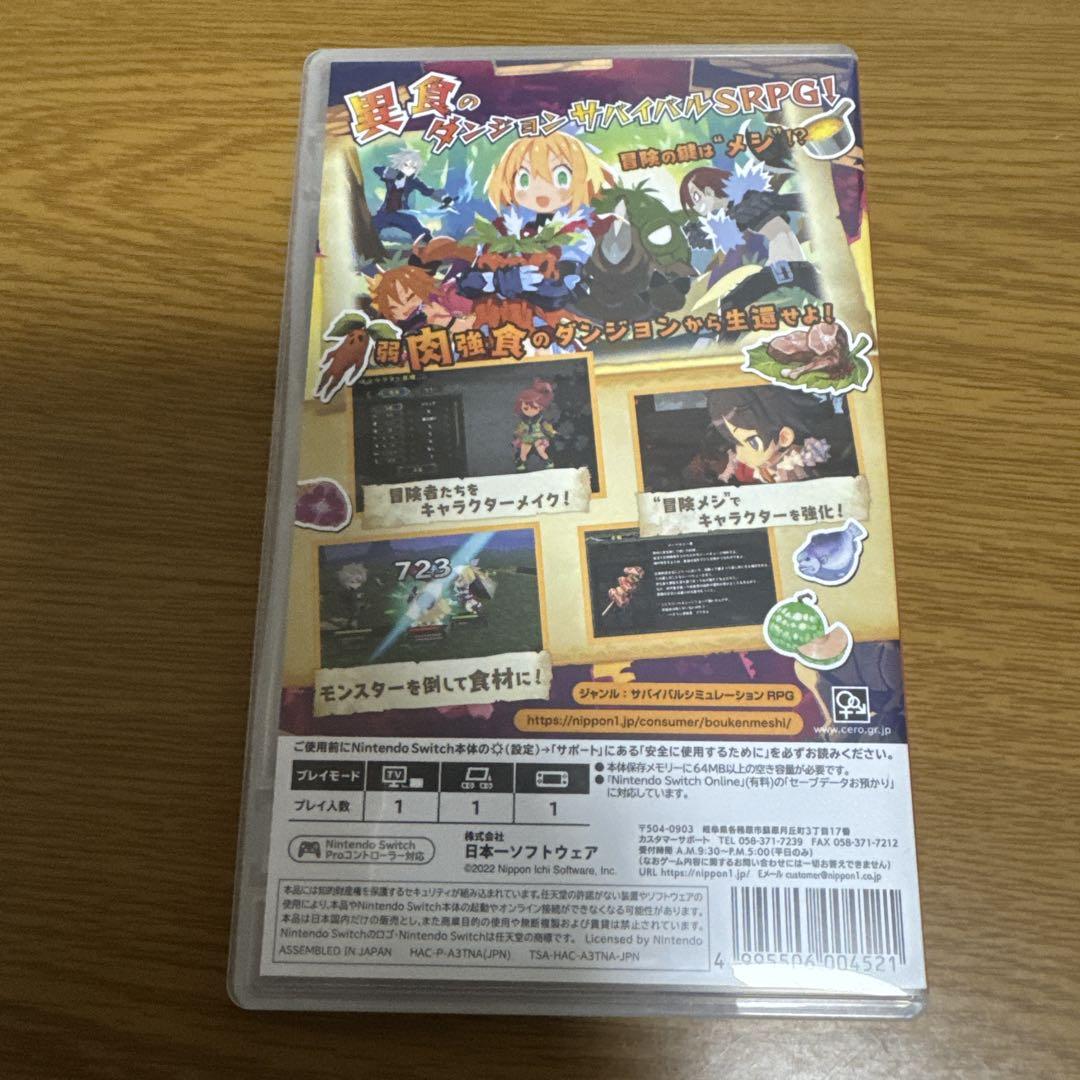 異食の
ダンジョンサバイバルSRPG!
冒険の鍵は"メシ"!?
弱肉強食のダンジョンから生還せよ!
冒険者たちを
キャラクターメイク!
"冒険メシ"で
キャラクターを強化!
723
モンスターを倒して食材に!
ジャンル:サバイバルシミュレーションRPG
https://nippon1.jp/consumer/boukenmeshi/
www.cero.gr.jp
ご使用前にNintendo Switch本体の(設定)→「サポート」にある「安全に使用するために」を必ずお読みください。
プレイモード
TV
プレイ人数 1 1 1
●本体保存メモリーに64MB以上の空き容量が必要です。
●「Nintendo Switch Online」(有料)の「セーブデータお預かり」
に対応しています。
Nintendo Switch
Proコントローラー対応
株式会社
日本一ソフトウェア
©2022 Nippon Ichi Software, Inc.
〒504-0903 岐阜県各務原市蘇原月丘町3丁目17番
カスタマーサポート TEL 058-371-7239 FAX 058-371-7212
受付時間 A.M.9:30~P.M.5:00(平日のみ)
(なおゲーム内容に関するお問い合わせには一切お答えできません)
URL https://nippon1.jp/ Eメール customer@nippon1.co.jp
本品には知的財産権を保護するセキュリティが組み込まれています。任天堂の許諾がない装置やソフトウェアの
使用により、本品やNintendo Switch本体の起動やオンライン接続ができなくなる可能性があります。
本品は日本国内だけの販売とし、また商業目的の使用や無断複製および賃貸は禁止されています。
Nintendo Switchのロゴ・Nintendo Switchは任天堂の商標です。 Licensed by Nintendo
ASSEMBLED IN JAPAN HAC-P-A3TNA(JPN) TSA-HAC-A3TNA-JPN
4 995506 004521